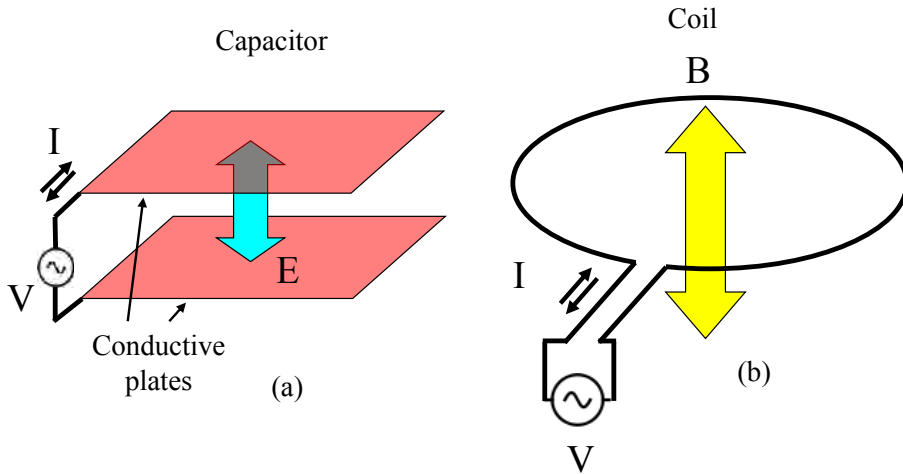 Capacitor
I
E
V
Conductive
plates
(a)
Coil
B
I
V
(b)